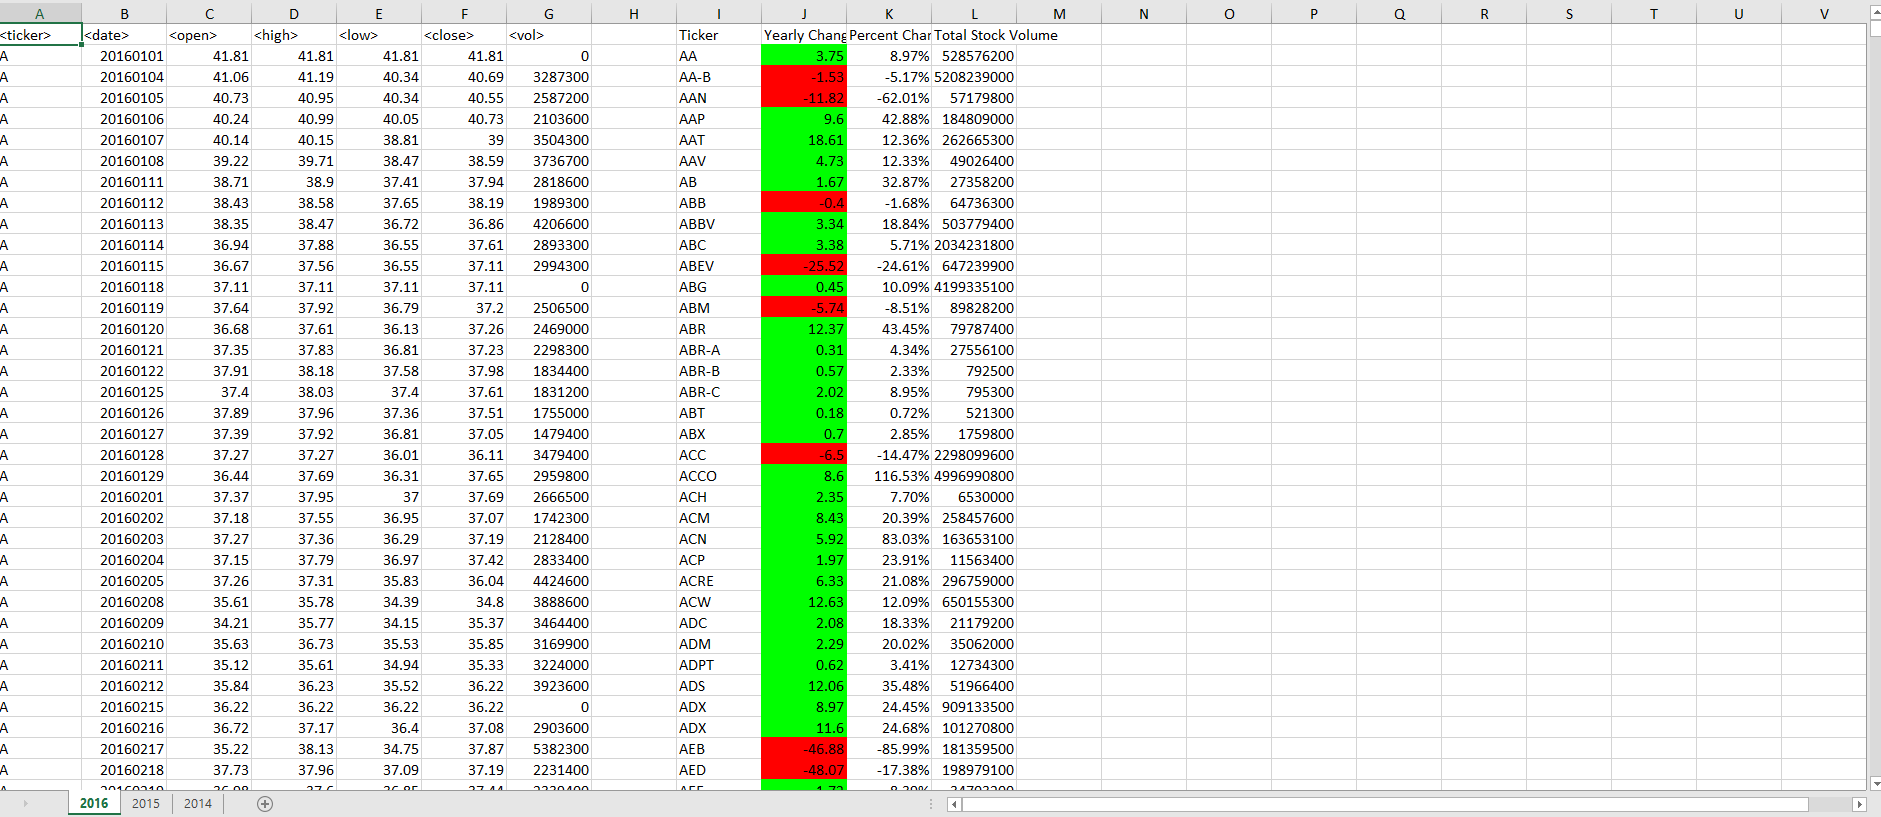 A B C D E F G H I J K L M N O P Q R S T U V
<ticker> <date> <open> <high> <low> <close> <vol> Ticker Yearly Chang Percent Char Total Stock Volume
A 20160101 41.81 41.81 41.81 41.81 0 AA 3.75 8.97% 528576200
A 20160104 41.06 41.19 40.34 40.69 3287300 AA-B -1.53 -5.17% 5208239000
A 20160105 40.73 40.95 40.34 40.55 2587200 AAN -11.82 -62.01% 57179800
A 20160106 40.24 40.99 40.05 40.73 2103600 AAP 9.6 42.88% 184809000
A 20160107 40.14 40.15 38.81 39 3504300 AAT 18.61 12.36% 262665300
A 20160108 39.22 39.71 38.47 38.59 3736700 AAV 4.73 12.33% 49026400
A 20160111 38.71 38.9 37.41 37.94 2818600 AB 1.67 32.87% 27358200
A 20160112 38.43 38.58 37.65 38.19 1989300 ABB -0.4 -1.68% 64736300
A 20160113 38.35 38.47 36.72 36.86 4206600 ABBV 3.34 18.84% 503779400
A 20160114 36.94 37.88 36.55 37.61 2893300 ABC 3.38 5.71% 2034231800
A 20160115 36.67 37.56 36.55 37.11 2994300 ABEV -25.52 -24.61% 647239900
A 20160118 37.11 37.11 37.11 37.11 0 ABG 0.45 10.09% 4199335100
A 20160119 37.64 37.92 36.79 37.2 2506500 ABM -5.74 -8.51% 89828200
A 20160120 36.68 37.61 36.13 37.26 2469000 ABR 12.37 43.45% 79787400
A 20160121 37.35 37.83 36.81 37.23 2298300 ABR-A 0.31 4.34% 27556100
A 20160122 37.91 38.18 37.58 37.98 1834400 ABR-B 0.57 2.33% 792500
A 20160125 37.4 38.03 37.4 37.61 1831200 ABR-C 2.02 8.95% 795300
A 20160126 37.89 37.96 37.36 37.51 1755000 ABT 0.18 0.72% 521300
A 20160127 37.39 37.92 36.81 37.05 1479400 ABX 0.7 2.85% 1759800
A 20160128 37.27 37.27 36.01 36.11 3479400 ACC -6.5 -14.47% 2298099600
A 20160129 36.44 37.69 36.31 37.65 2959800 ACCO 8.6 116.53% 4996990800
A 20160201 37.37 37.95 37 37.69 2666500 ACH 2.35 7.70% 6530000
A 20160202 37.18 37.55 36.95 37.07 1742300 ACM 8.43 20.39% 258457600
A 20160203 37.27 37.36 36.29 37.19 2128400 ACN 5.92 83.03% 163653100
A 20160204 37.15 37.79 36.97 37.42 2833400 ACP 1.97 23.91% 11563400
A 20160205 37.26 37.31 35.83 36.04 4424600 ACRE 6.33 21.08% 296759000
A 20160208 35.61 35.78 34.39 34.8 3888600 ACW 12.63 12.09% 650155300
A 20160209 34.21 35.77 34.15 35.37 3464400 ADC 2.08 18.33% 21179200
A 20160210 35.63 36.73 35.53 35.85 3169900 ADM 2.29 20.02% 35062000
A 20160211 35.12 35.61 34.94 35.33 3224000 ADPT 0.62 3.41% 12734300
A 20160212 35.84 36.23 35.52 36.22 3923600 ADS 12.06 35.48% 51966400
A 20160215 36.22 36.22 36.22 36.22 0 ADX 8.97 24.45% 909133500
A 20160216 36.72 37.17 36.4 37.08 2903600 ADX 11.6 24.68% 101270800
A 20160217 35.22 38.13 34.75 37.87 5382300 AEB -46.88 -85.99% 181359500
A 20160218 37.73 37.96 37.09 37.19 2231400 AED -48.07 -17.38% 198979100
2016 2015 2014